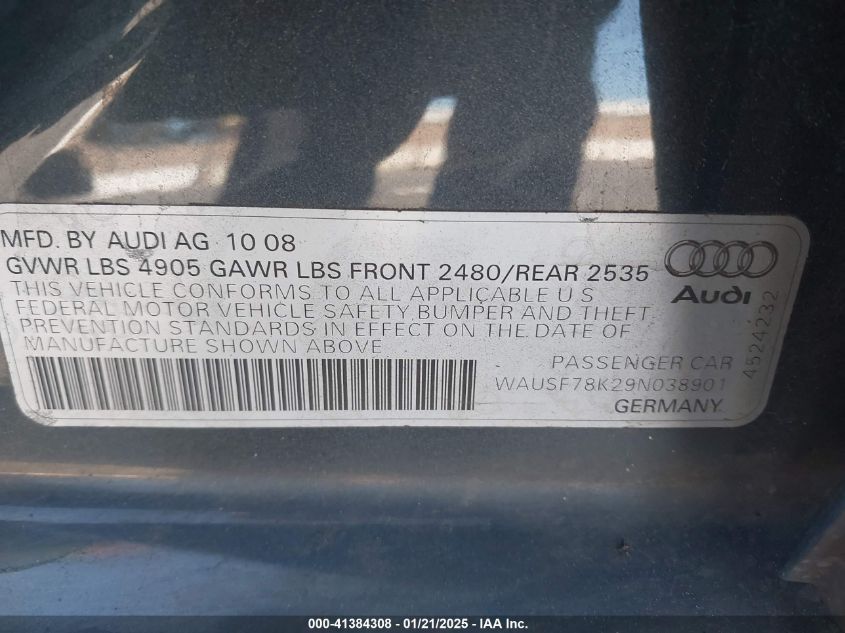 MFD. BY AUDI AG 10 08
GVWR LBS 4905 GAWR LBS FRONT 2480/REAR 2535
THIS VEHICLE CONFORMS TO ALL APPLICABLE U S
FEDERAL MOTOR VEHICLE SAFETY, BUMPER AND THEFT
PREVENTION STANDARDS IN EFFECT ON THE DATE OF
MANUFACTURE SHOWN ABOVE
Audi
4524232
PASSENGER CAR
WAUSF78K29N038901
GERMANY
000-41384308 - 01/21/2025 - IAA Inc.